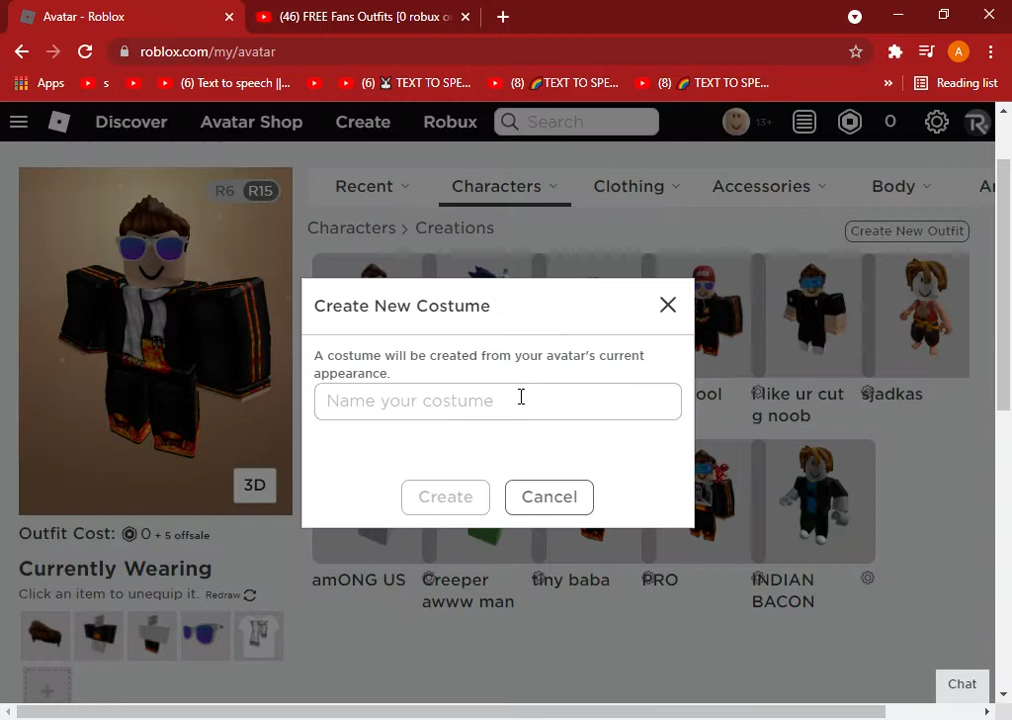 Avatar - Roblox
(46) FREE Fans Outfits [0 robux o
roblox.com/my/avatar
A
Apps
s
(6) Text to speech ||...
(6) TEXT TO SPE...
(8) TEXT TO SPE...
(8) TEXT TO SPE...
»
Reading list
Discover
Avatar Shop
Create
Robux
Search
13+
0
R6
R15
Recent
Characters
Clothing
Accessories
Body
Characters > Creations
Create New Outfit
Create New Costume
A costume will be created from your avatar's current
appearance.
Name your costume
Create
Cancel
ool
I like ur cut
g noob
sjadkas
3D
Outfit Cost: 0 + 5 offsale
Currently Wearing
Click an item to unequip it. Redraw
amONG US
Creeper
awww man
tiny baba
PRO
INDIAN
BACON
Chat